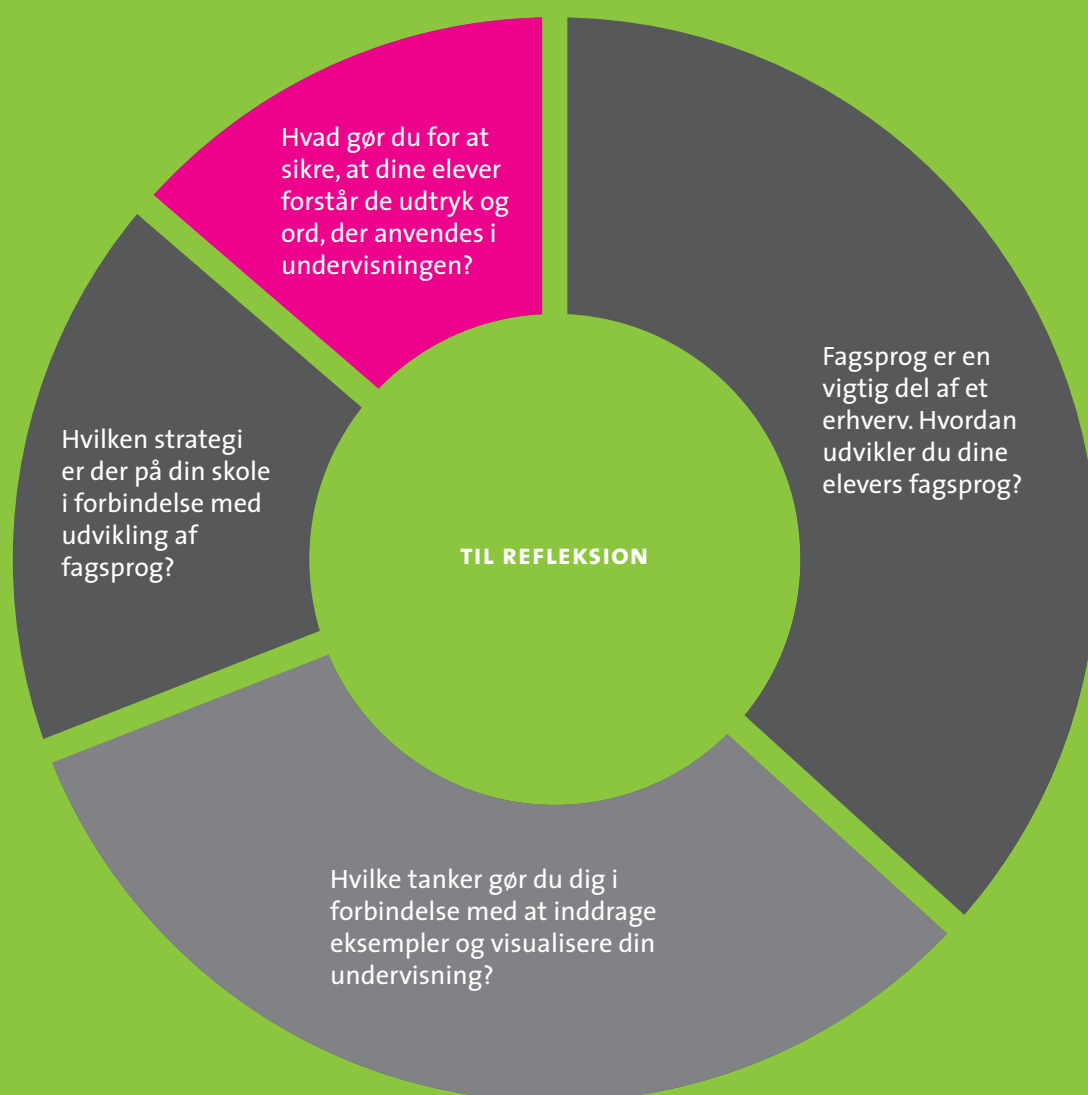 Hvad gør du for at
sikre, at dine elever
forstår de udtryk og
ord, der anvendes i
undervisningen?
Fagsprog er en
vigtig del af et
erhverv. Hvordan
udvikler du dine
elevers fagsprog?
Hvilken strategi
er der på din skole
i forbindelse med
udvikling af
fagsprog?
TIL REFLEKSION
Hvilke tanker gør du dig i
forbindelse med at inddrage
eksempler og visualisere din
undervisning?